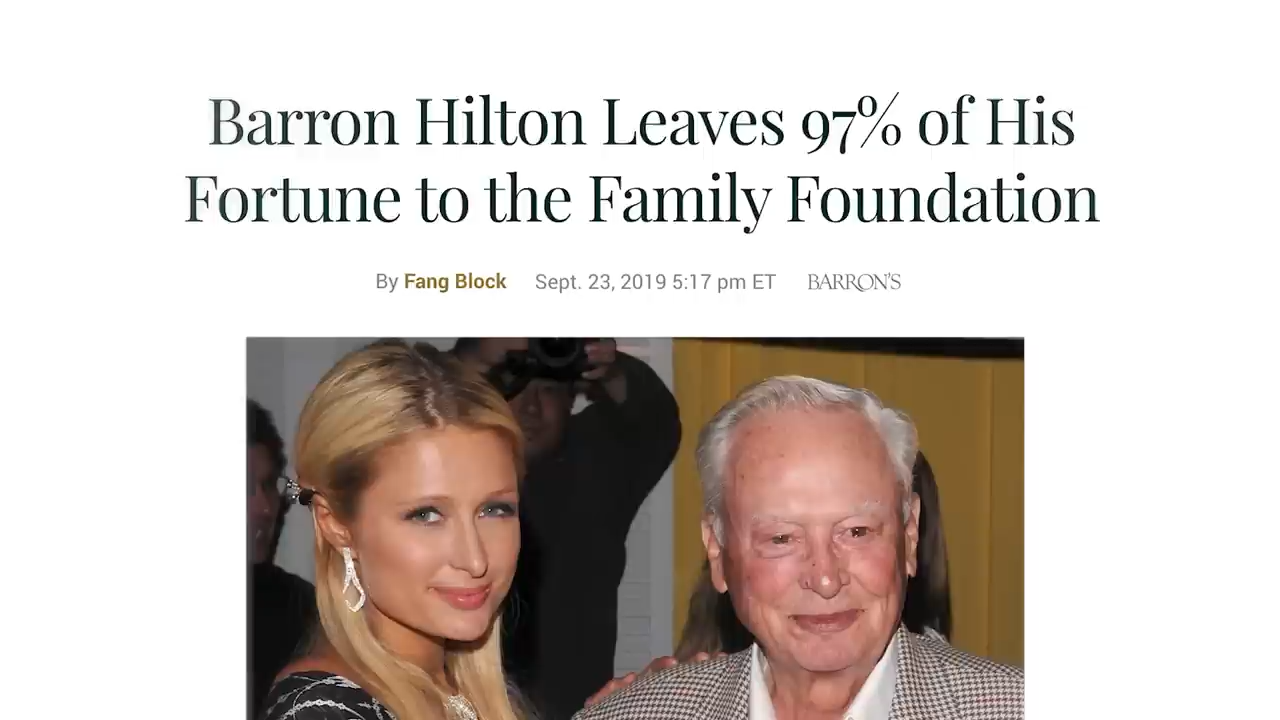 Barron Hilton Leaves 97% of His
Fortune to the Family Foundation
By Fang Block Sept. 23, 2019 5:17 pm ET BARRON'S